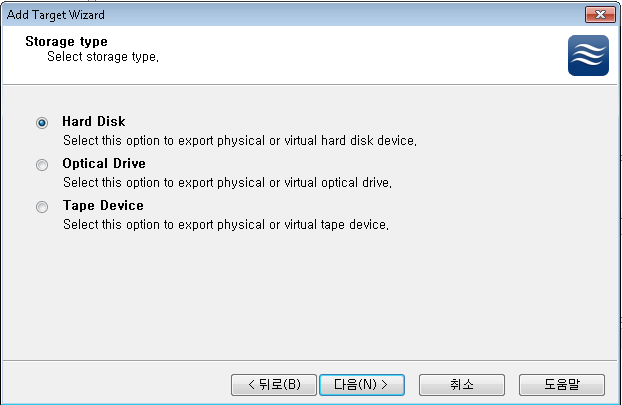 Add Target Wizard
Storage type
Select storage type.
Hard Disk
Select this option to export physical or virtual hard disk device.
Optical Drive
Select this option to export physical or virtual optical drive.
Tape Device
Select this option to export physical or virtual tape device.
< 뒤로(B) 다음(N) > 취소 도움말